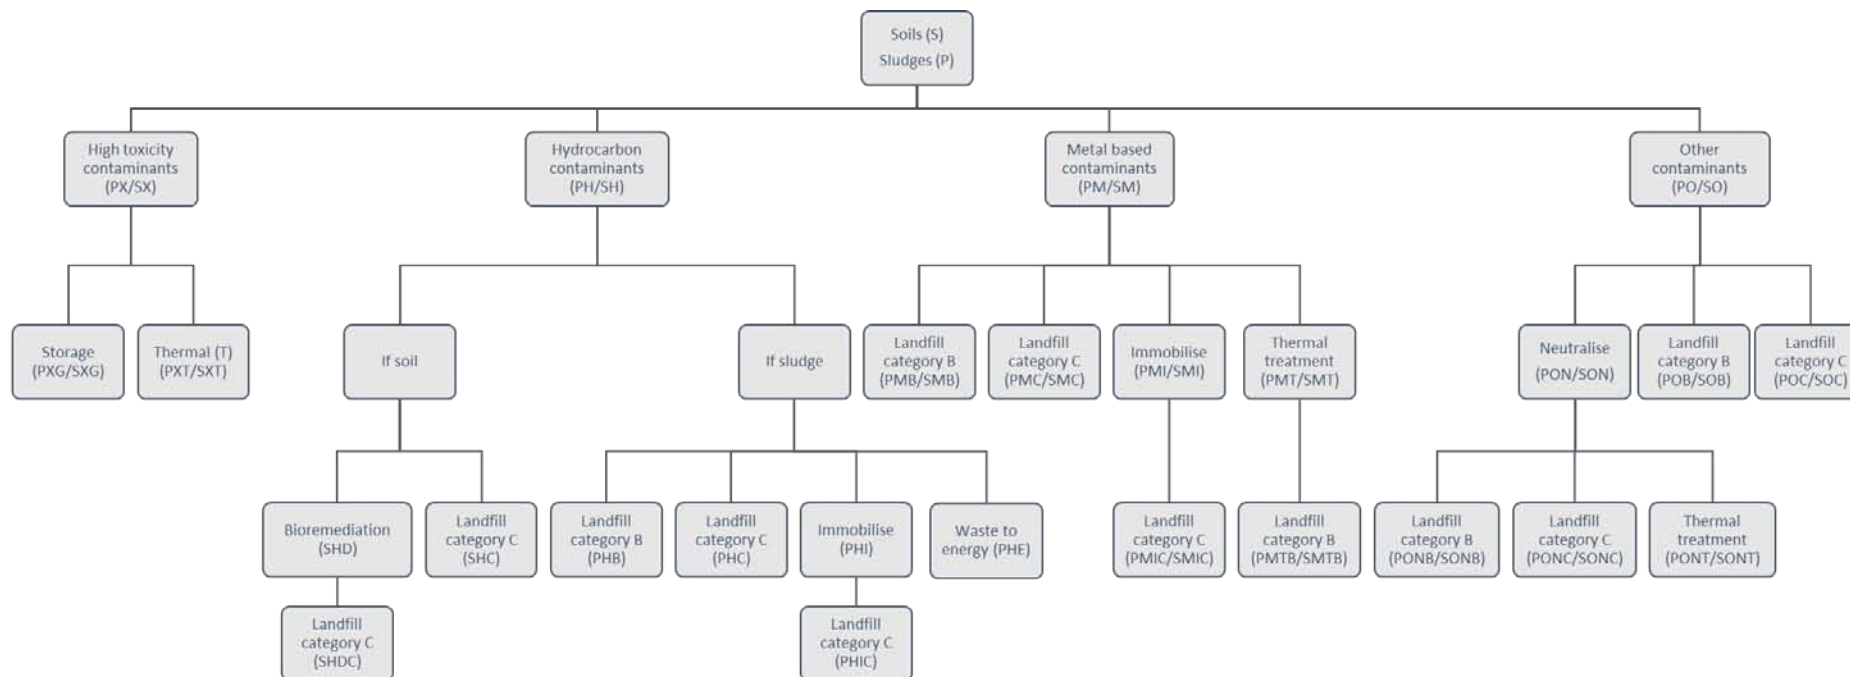 Soils (S)
Sludges (P)
High toxicity
contaminants
(PX/SX)
Hydrocarbon
contaminants
(PH/SH)
Metal based
contaminants
(PM/SM)
Other
contaminants
(PO/SO)
Storage
(PXG/SXG)
Thermal (T)
(PXT/SXT)
If soil
If sludge
Landfill
category B
(PMB/SMB)
Landfill
category C
(PMC/SMC)
Immobilise
(PMI/SMI)
Thermal
treatment
(PMT/SMT)
Neutralise
(PON/SON)
Landfill
category B
(POB/SOB)
Landfill
category C
(POC/SOC)
Bioremediation
(SHD)
Landfill
category C
(SHC)
Landfill
category B
(PHB)
Landfill
category C
(PHC)
Immobilise
(PHI)
Waste to
energy (PHE)
Landfill
category C
(PMIC/SMIC)
Landfill
category B
(PMTB/SMTB)
Landfill
category B
(PONB/SONB)
Landfill
category C
(PONC/SONC)
Thermal
treatment
(PONT/SONT)
Landfill
category C
(SHDC)
Landfill
category C
(PHIC)